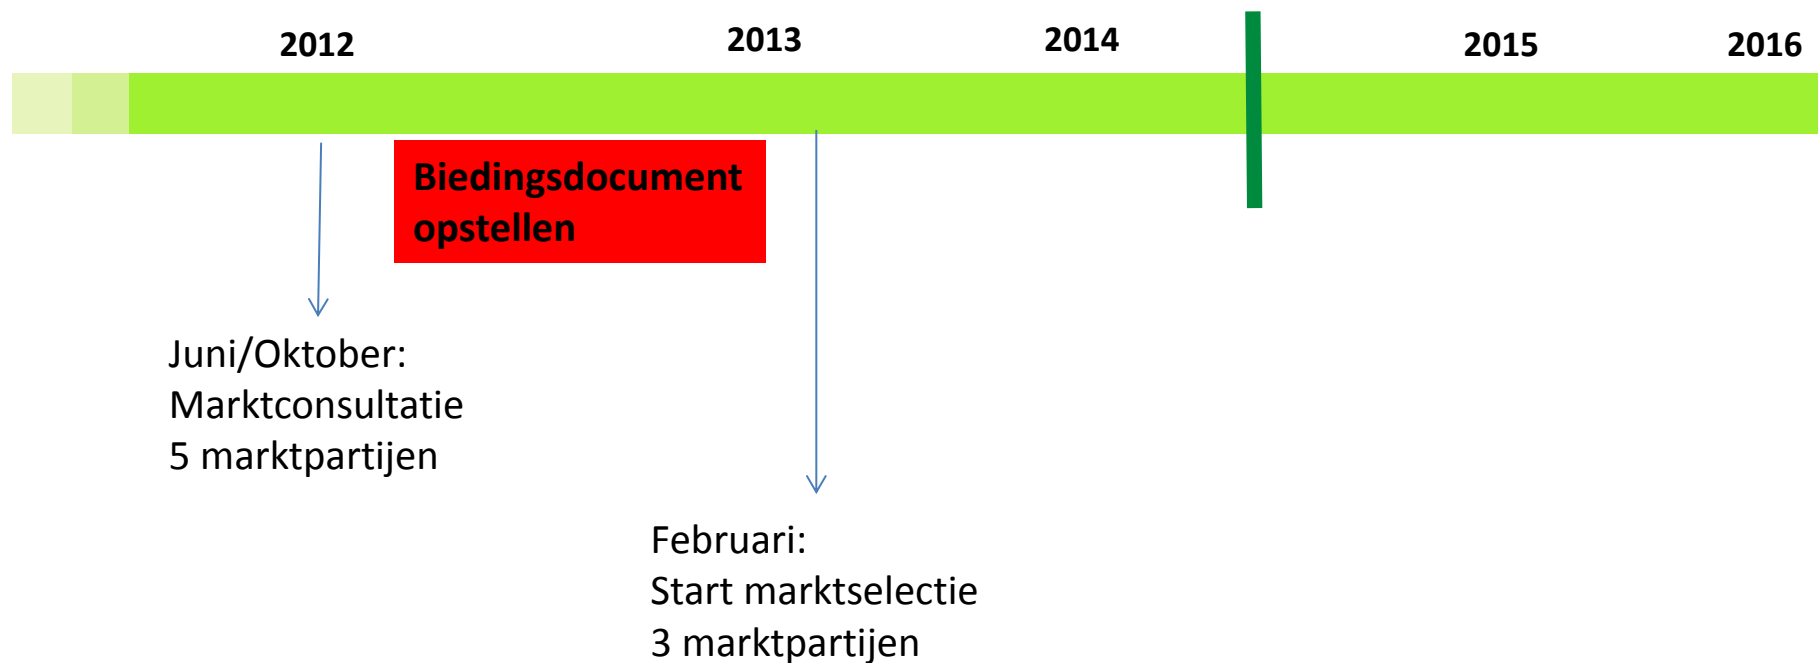 2012
2013
2014
2015
2016
Biedingsdocument
opstellen
Juni/Oktober:
Marktconsultatie
5 marktpartijen
Februari:
Start marktselectie
3 marktpartijen